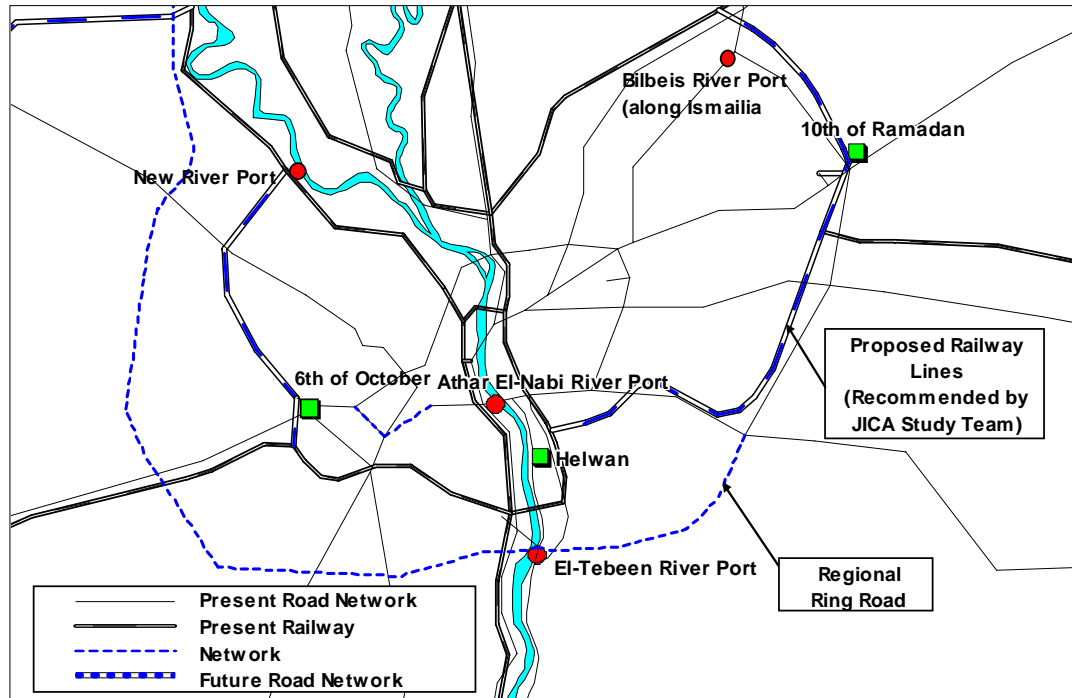 Bilbeis River Port
(along Ismailia
10th of Ramadan
New River Port
Proposed Railway
Lines
(Recommended by
JICA Study Team)
6th of October
Athar El-Nabi River Port
Helwan
El-Tebeen River Port
Regional
Ring Road
Present Road Network
Present Railway
Network
Future Road Network